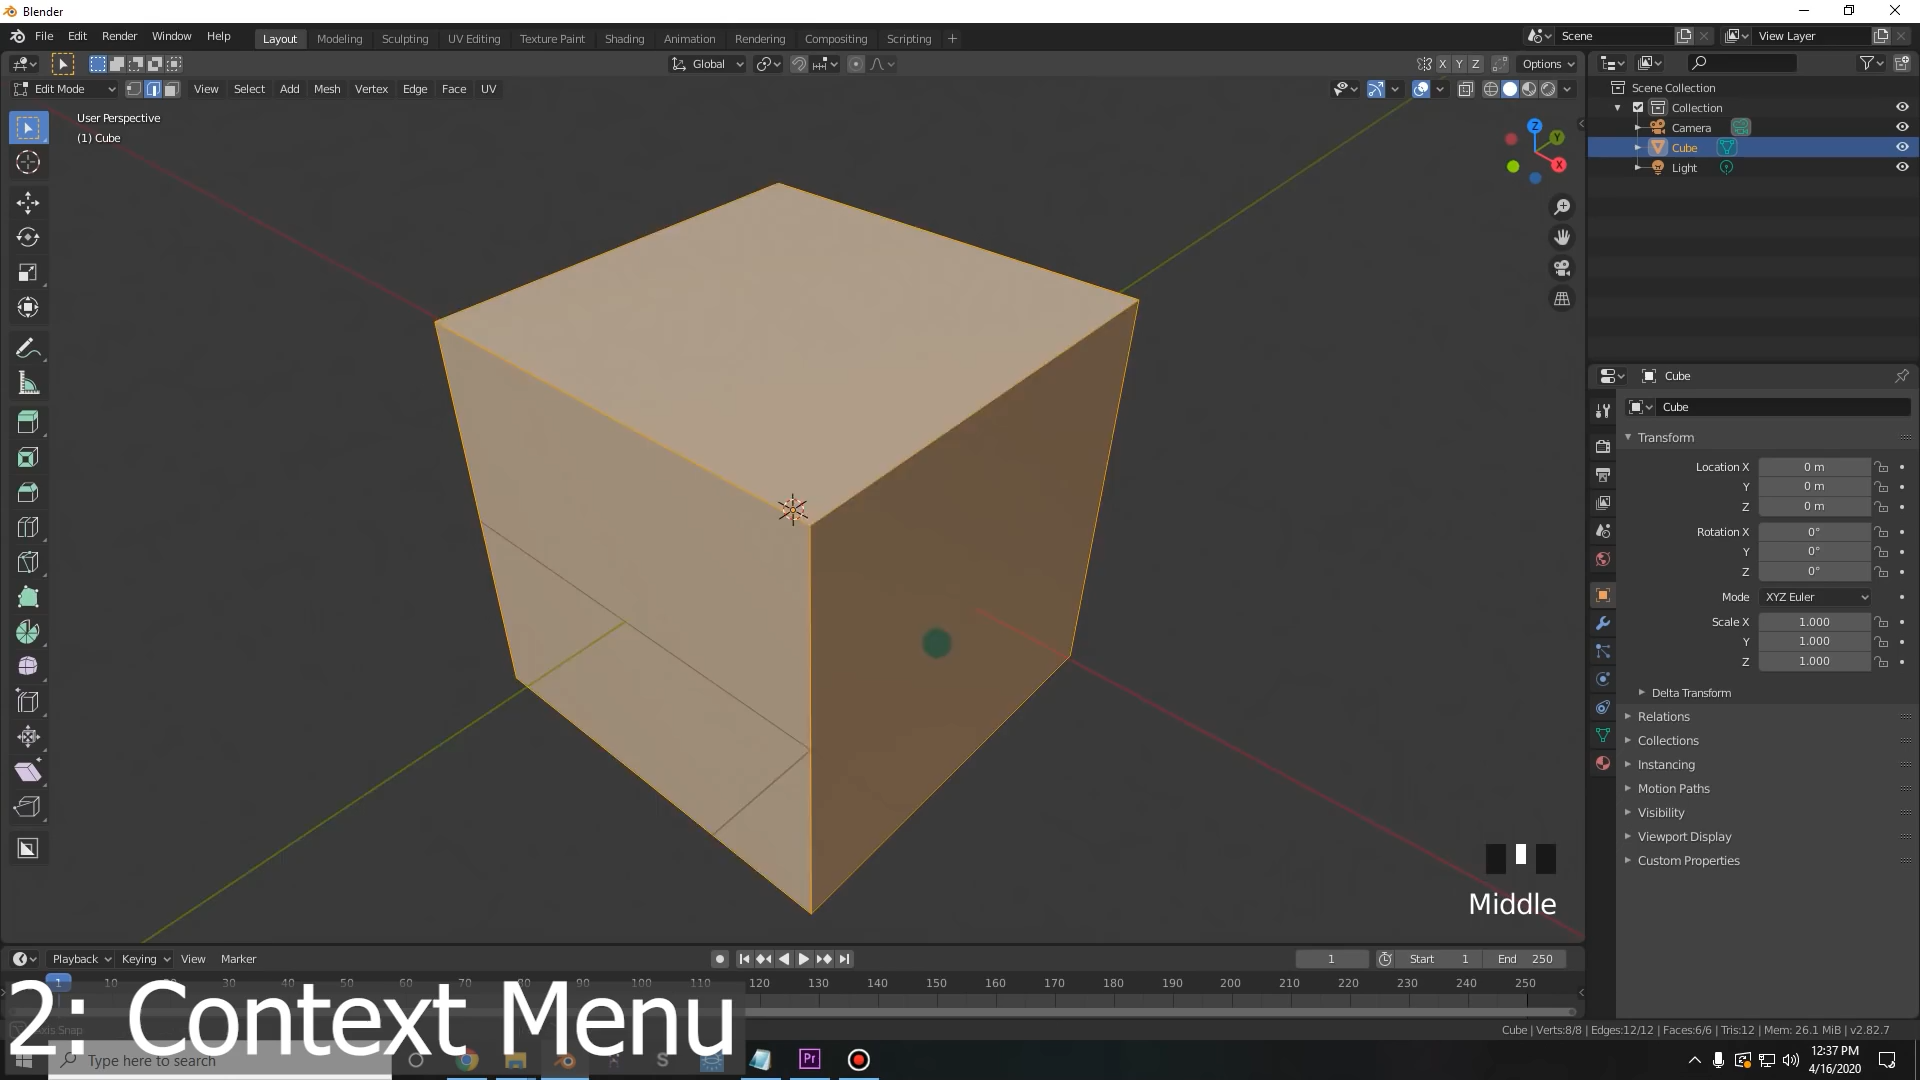 Blender
File Edit Render Window Help
Layout Modeling Sculpting UV Editing Texture Paint Shading Animation Rendering Compositing Scripting +
Scene
View Layer
Global
X Y Z
Options
Edit Mode
View Select Add Mesh Vertex Edge Face UV
User Perspective
(1) Cube
Z
Y
X
Scene Collection
Collection
Camera
Cube
Light
Cube
Cube
Transform
Location X 0 m
Y 0 m
Z 0 m
Rotation X 0°
Y 0°
Z 0°
Mode XYZ Euler
Scale X 1.000
Y 1.000
Z 1.000
Delta Transform
Relations
Collections
Instancing
Motion Paths
Visibility
Viewport Display
Custom Properties
Middle
Playback Keying View Marker
1
Start 1
End 250
1 10 20 30 40 50 60 70 80 90 100 110 120 130 140 150 160 170 180 190 200 210 220 230 240 250
2: Context Menu
Axis Snap
Cube | Verts:8/8 | Edges:12/12 | Faces:6/6 | Tris:12 | Mem: 26.1 MiB | v2.82.7
Type here to search
S
Pr
12:37 PM
4/16/2020